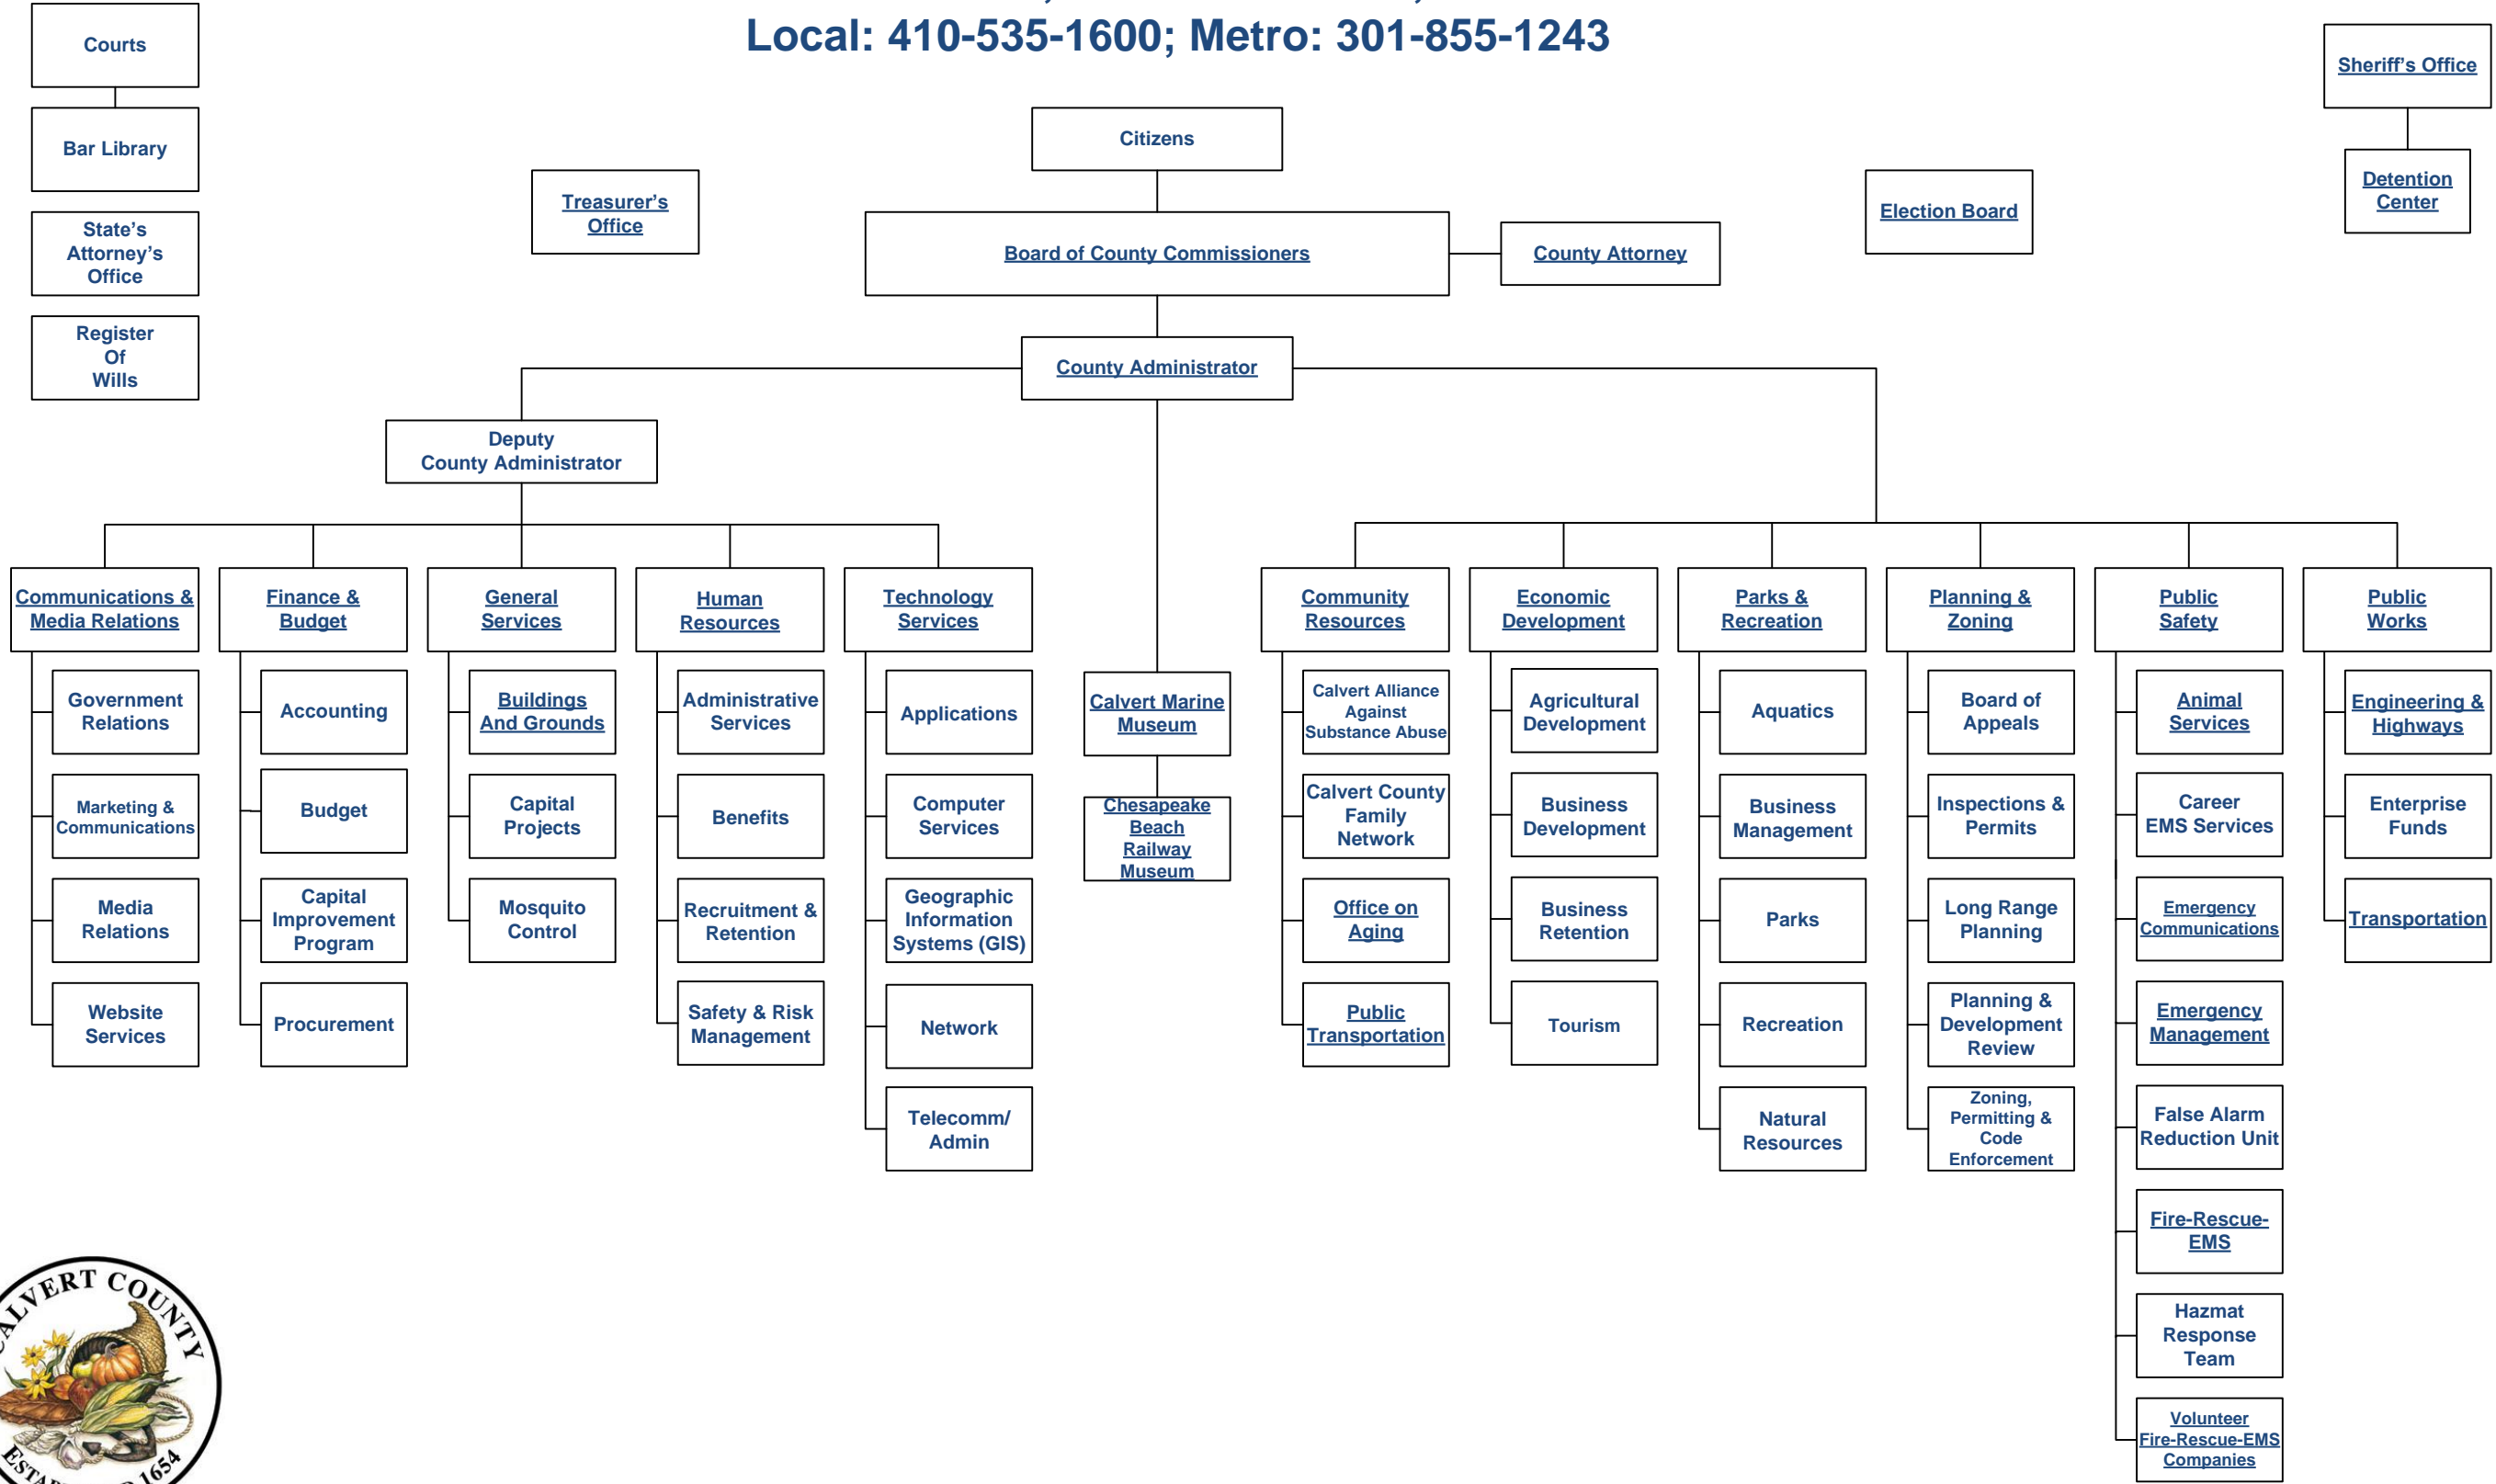 Local: 410-535-1600; Metro: 301-855-1243
Courts
Bar Library
State's
Attorney's
Office
Register
Of
Wills
Treasurer's
Office
Citizens
Board of County Commissioners
County Attorney
Election Board
Sheriff's Office
Detention
Center
County Administrator
Deputy
County Administrator
Communications &
Media Relations
Government
Relations
Marketing &
Communications
Media
Relations
Website
Services
Finance &
Budget
Accounting
Budget
Capital
Improvement
Program
Procurement
General
Services
Buildings
And Grounds
Capital
Projects
Mosquito
Control
Human
Resources
Administrative
Services
Benefits
Recruitment &
Retention
Safety & Risk
Management
Technology
Services
Applications
Computer
Services
Geographic
Information
Systems (GIS)
Network
Telecomm/
Admin
Calvert Marine
Museum
Chesapeake
Beach
Railway
Museum
Community
Resources
Calvert Alliance
Against
Substance Abuse
Calvert County
Family
Network
Office on
Aging
Public
Transportation
Economic
Development
Agricultural
Development
Business
Development
Business
Retention
Tourism
Parks &
Recreation
Aquatics
Business
Management
Parks
Recreation
Natural
Resources
Planning &
Zoning
Board of
Appeals
Inspections &
Permits
Long Range
Planning
Planning &
Development
Review
Zoning,
Permitting &
Code
Enforcement
Public
Safety
Animal
Services
Career
EMS Services
Emergency
Communications
Emergency
Management
False Alarm
Reduction Unit
Fire-Rescue-
EMS
Hazmat
Response
Team
Volunteer
Fire-Rescue-EMS
Companies
Public
Works
Engineering &
Highways
Enterprise
Funds
Transportation
CALVERT COUNTY
1654